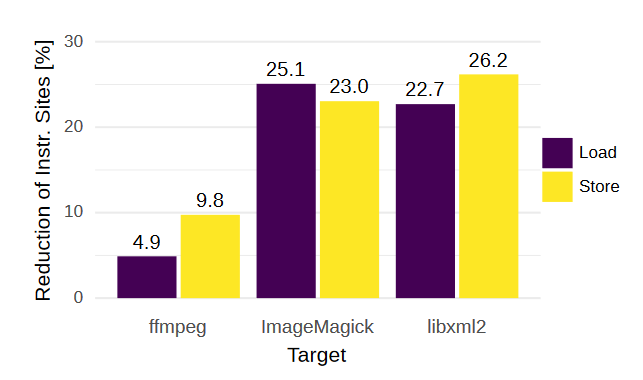 Reduction of Instr. Sites [%]
30
20
10
0
4.9
9.8
25.1
23.0
22.7
26.2
ffmpeg
ImageMagick
libxml2
Target
Load
Store